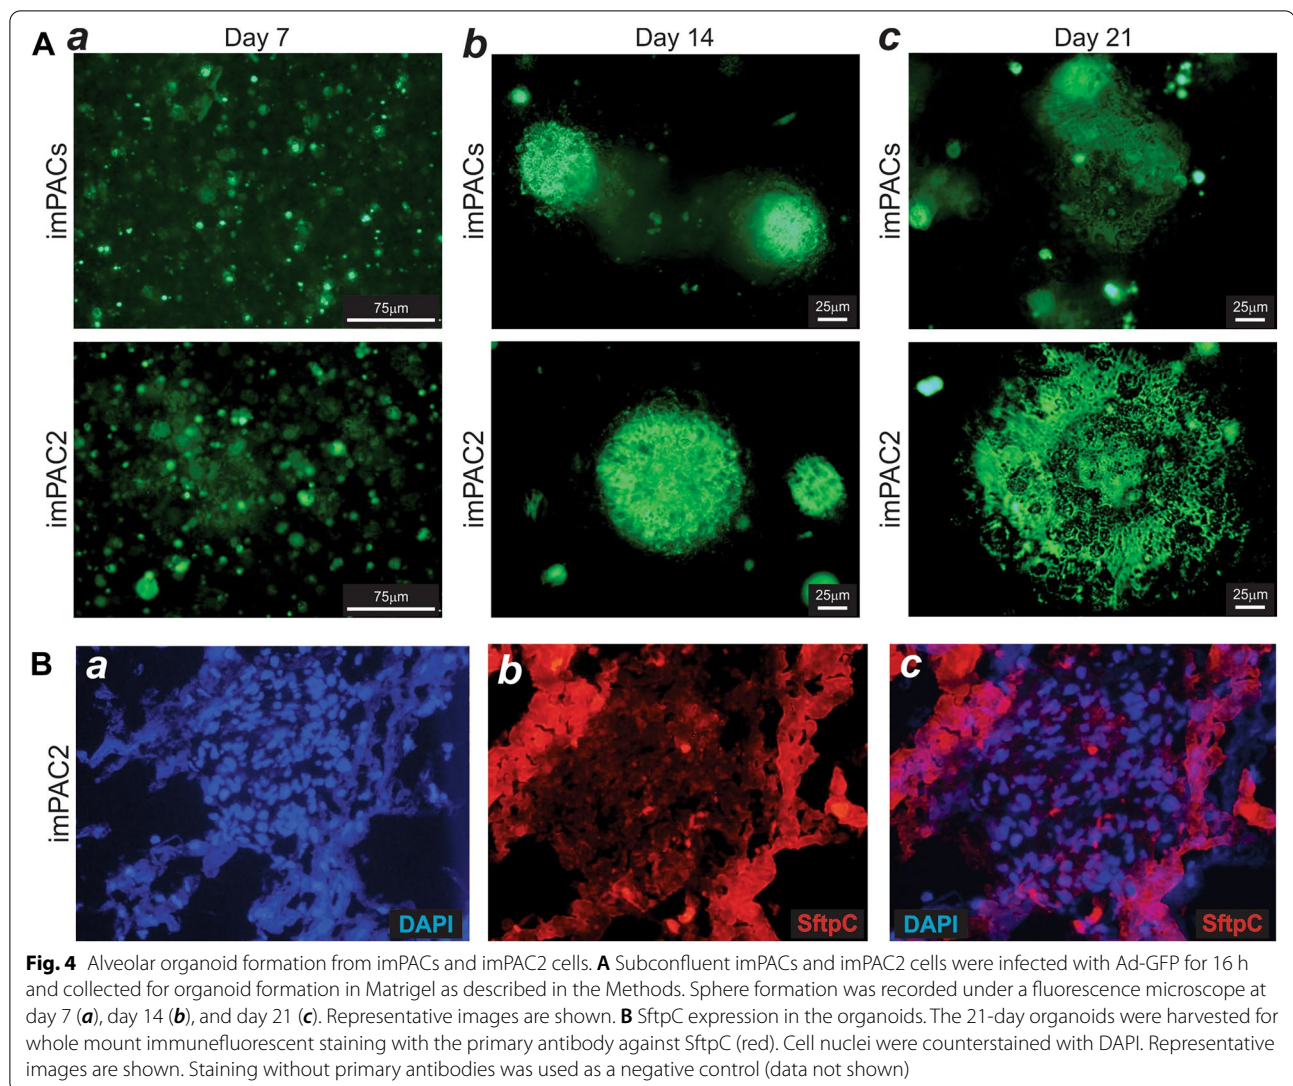 A a Day 7 b Day 14 c Day 21
imPACs
75µm
25µm
25µm
imPAC2
75µm
25µm
25µm
B a b c
imPAC2
DAPI
SftpC
DAPI SftpC
Fig. 4 Alveolar organoid formation from imPACs and imPAC2 cells. A Subconfluent imPACs and imPAC2 cells were infected with Ad-GFP for 16 h
and collected for organoid formation in Matrigel as described in the Methods. Sphere formation was recorded under a fluorescence microscope at
day 7 (a), day 14 (b), and day 21 (c). Representative images are shown. B SftpC expression in the organoids. The 21-day organoids were harvested for
whole mount immunefluorescent staining with the primary antibody against SftpC (red). Cell nuclei were counterstained with DAPI. Representative
images are shown. Staining without primary antibodies was used as a negative control (data not shown)